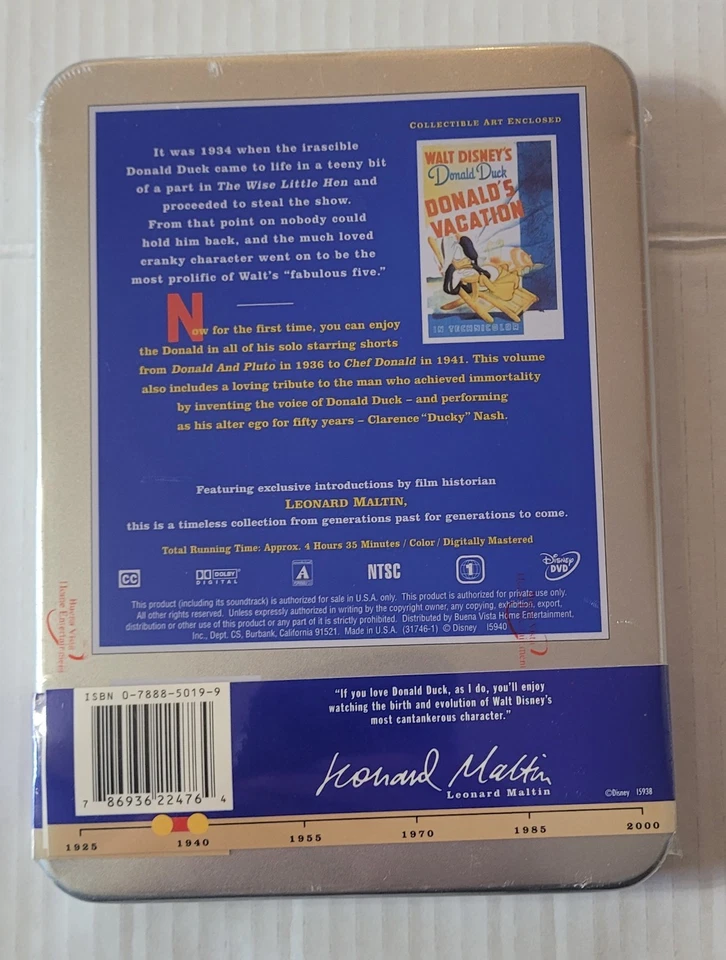 COLLECTIBLE ART ENCLOSED
It was 1934 when the irascible
Donald Duck came to life in a teeny bit
of a part in The Wise Little Hen and
proceeded to steal the show.
From that point on nobody could
hold him back, and the much loved
cranky character went on to be the
most prolific of Walt's "fabulous five."
WALT DISNEY'S
Donald Duck
DONALD'S
VACATION
IN TECHNICOLOR
Now for the first time, you can enjoy
the Donald in all of his solo starring shorts
from Donald And Pluto in 1936 to Chef Donald in 1941. This volume
also includes a loving tribute to the man who achieved immortality
by inventing the voice of Donald Duck – and performing
as his alter ego for fifty years – Clarence "Ducky" Nash.
Featuring exclusive introductions by film historian
LEONARD MALTIN,
this is a timeless collection from generations past for generations to come.
Total Running Time: Approx. 4 Hours 35 Minutes / Color / Digitally Mastered
CC DOLBY DIGITAL A NTSC 1 Disney DVD
This product (including its soundtrack) is authorized for sale in U.S.A. only. This product is authorized for private use only.
All other rights reserved. Unless expressly authorized in writing by the copyright owner, any copying, exhibition, export,
distribution or other use of this product or any part of it is strictly prohibited. Distributed by Buena Vista Home Entertainment,
Inc., Dept. CS, Burbank, California 91521. Made in U.S.A. (31746-1) © Disney I5940
Buena Vista
Home Entertainment
ISBN 0-7888-5019-9
7 86936 22476 4
"If you love Donald Duck, as I do, you'll enjoy
watching the birth and evolution of Walt Disney's
most cantankerous character."
Leonard Maltin
Leonard Maltin
©Disney I5938
1925 1940 1955 1970 1985 2000